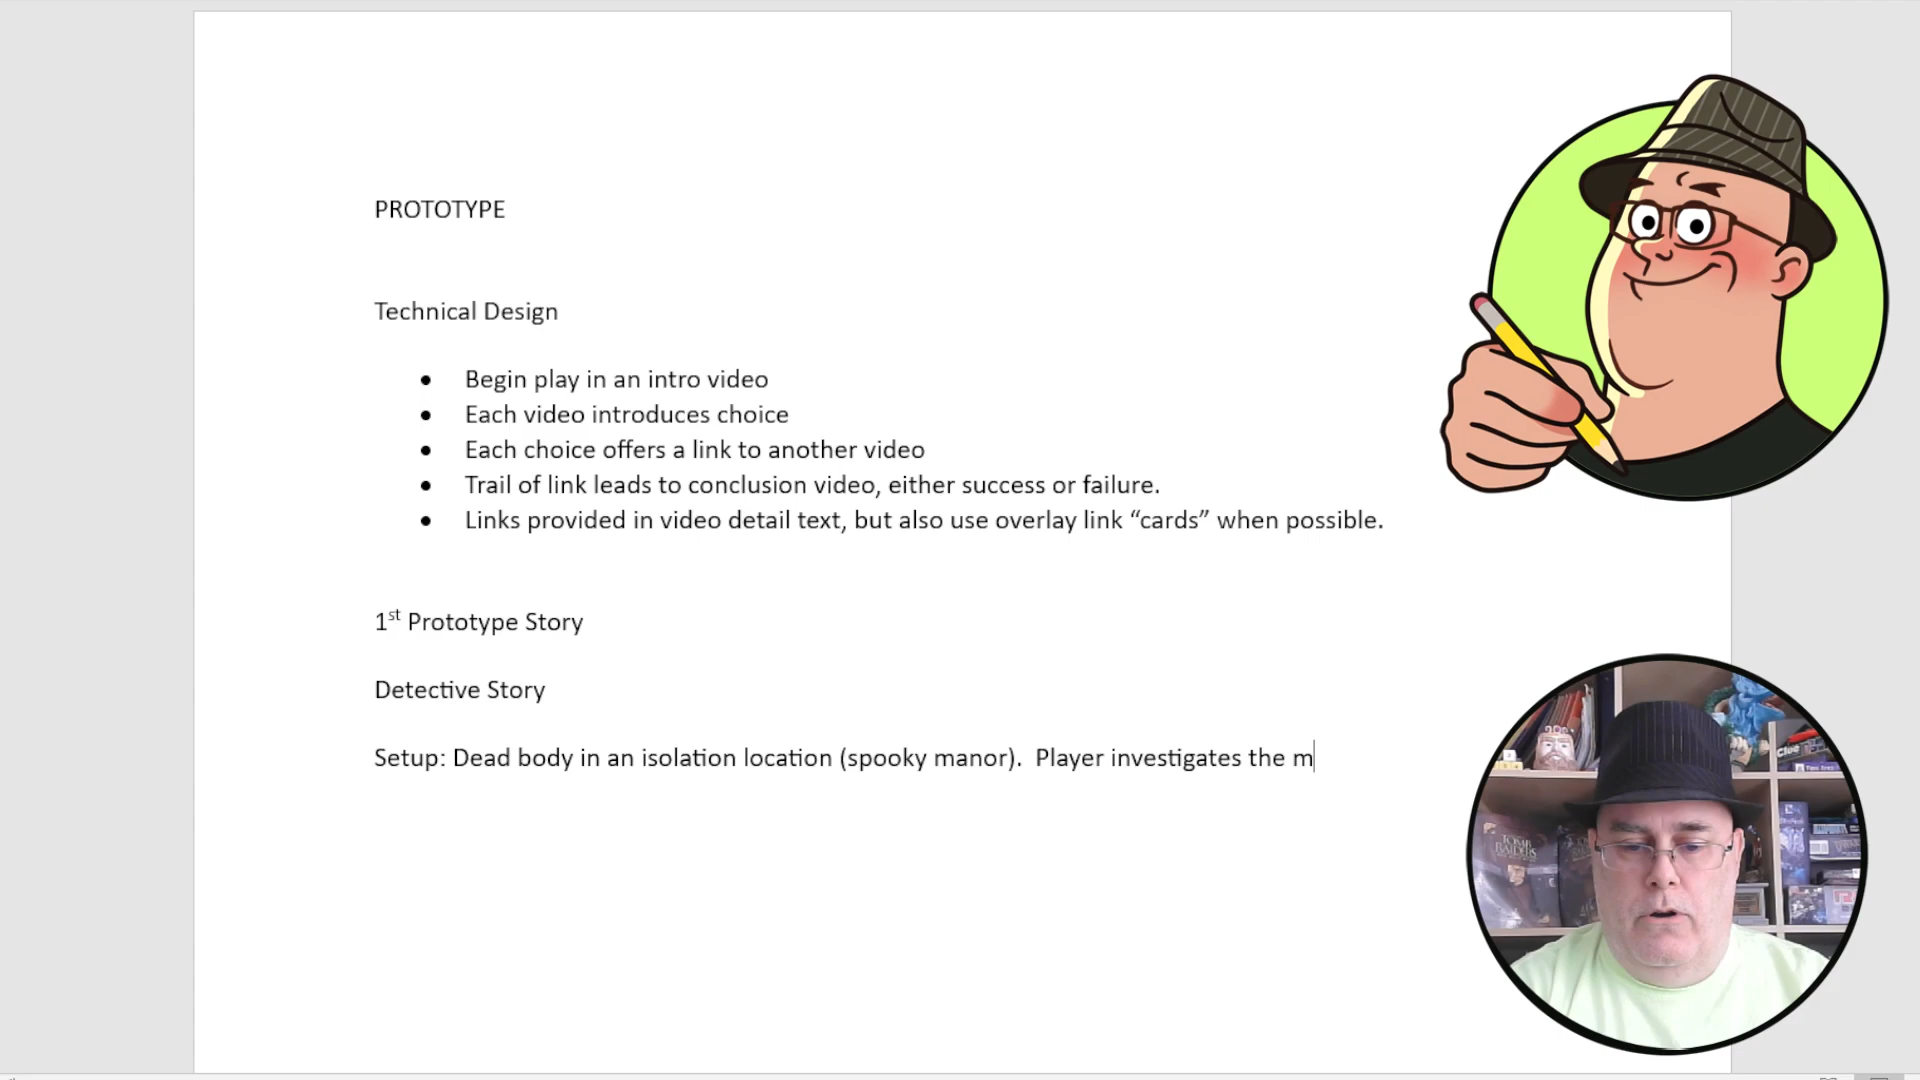 PROTOTYPE
Technical Design
Begin play in an intro video
Each video introduces choice
Each choice offers a link to another video
Trail of link leads to conclusion video, either success or failure.
Links provided in video detail text, but also use overlay link “cards” when possible.
1st Prototype Story
Detective Story
Setup: Dead body in an isolation location (spooky manor).  Player investigates the m
Clue
TOMB
RAIDERS